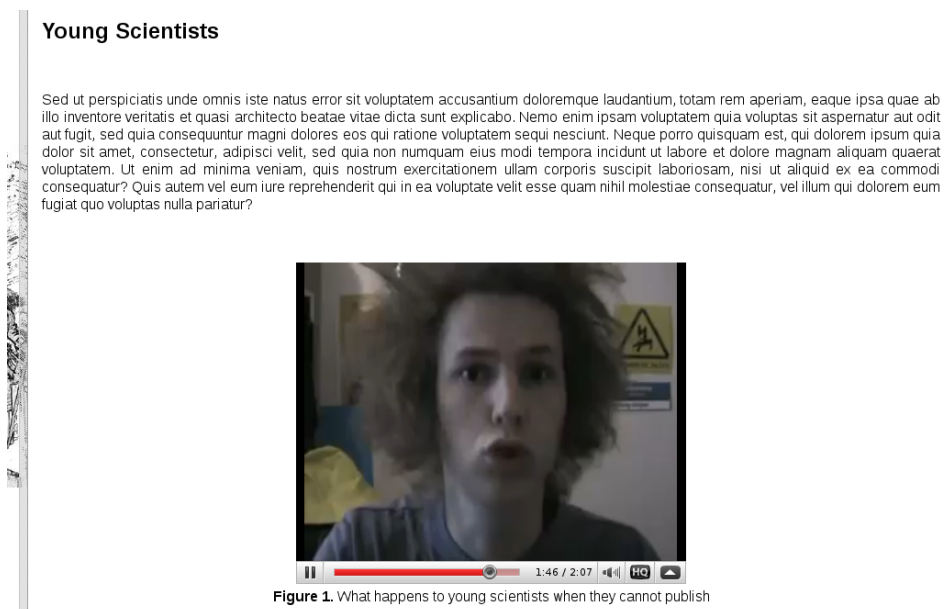 Young Scientists
Sed ut perspiciatis unde omnis iste natus error sit voluptatem accusantium doloremque laudantium, totam rem aperiam, eaque ipsa quae ab
illo inventore veritatis et quasi architecto beatae vitae dicta sunt explicabo. Nemo enim ipsam voluptatem quia voluptas sit aspernatur aut odit
aut fugit, sed quia consequuntur magni dolores eos qui ratione voluptatem sequi nesciunt. Neque porro quisquam est, qui dolorem ipsum quia
dolor sit amet, consectetur, adipisci velit, sed quia non numquam eius modi tempora incidunt ut labore et dolore magnam aliquam quaerat
voluptatem. Ut enim ad minima veniam, quis nostrum exercitationem ullam corporis suscipit laboriosam, nisi ut aliquid ex ea commodi
consequatur? Quis autem vel eum iure reprehenderit qui in ea voluptate velit esse quam nihil molestiae consequatur, vel illum qui dolorem eum
fugiat quo voluptas nulla pariatur?
1:46 / 2:07 HQ
Figure 1. What happens to young scientists when they cannot publish